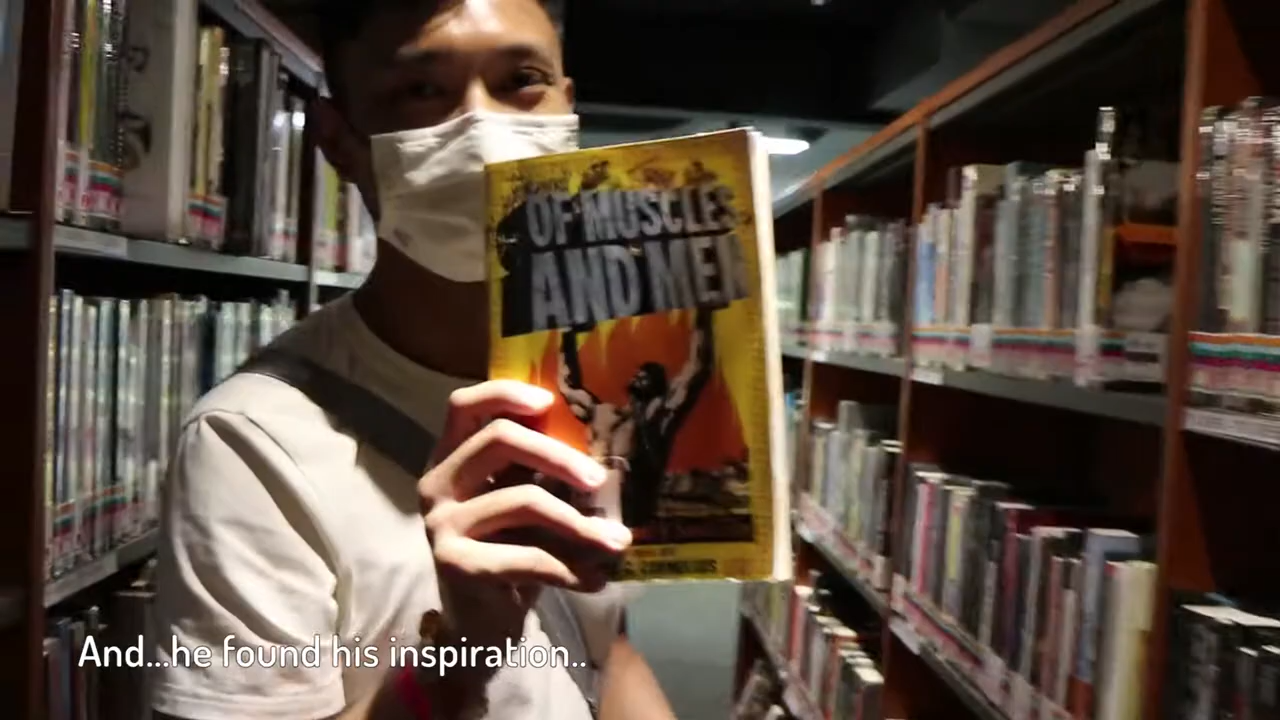 OF MUSCLES
AND MEN
And...he found his inspiration..